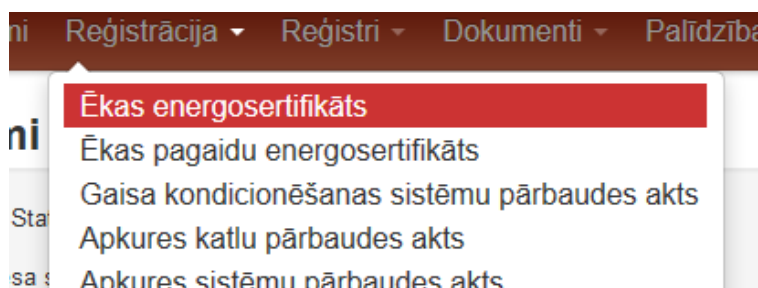 Reģistrācija Reģistri Dokumenti Palīdzība
Ēkas energosertifikāts
Ēkas pagaidu energosertifikāts
Gaisa kondicionēšanas sistēmu pārbaudes akts
Apkures katlu pārbaudes akts
Apkures sistēmu pārbaudes akts